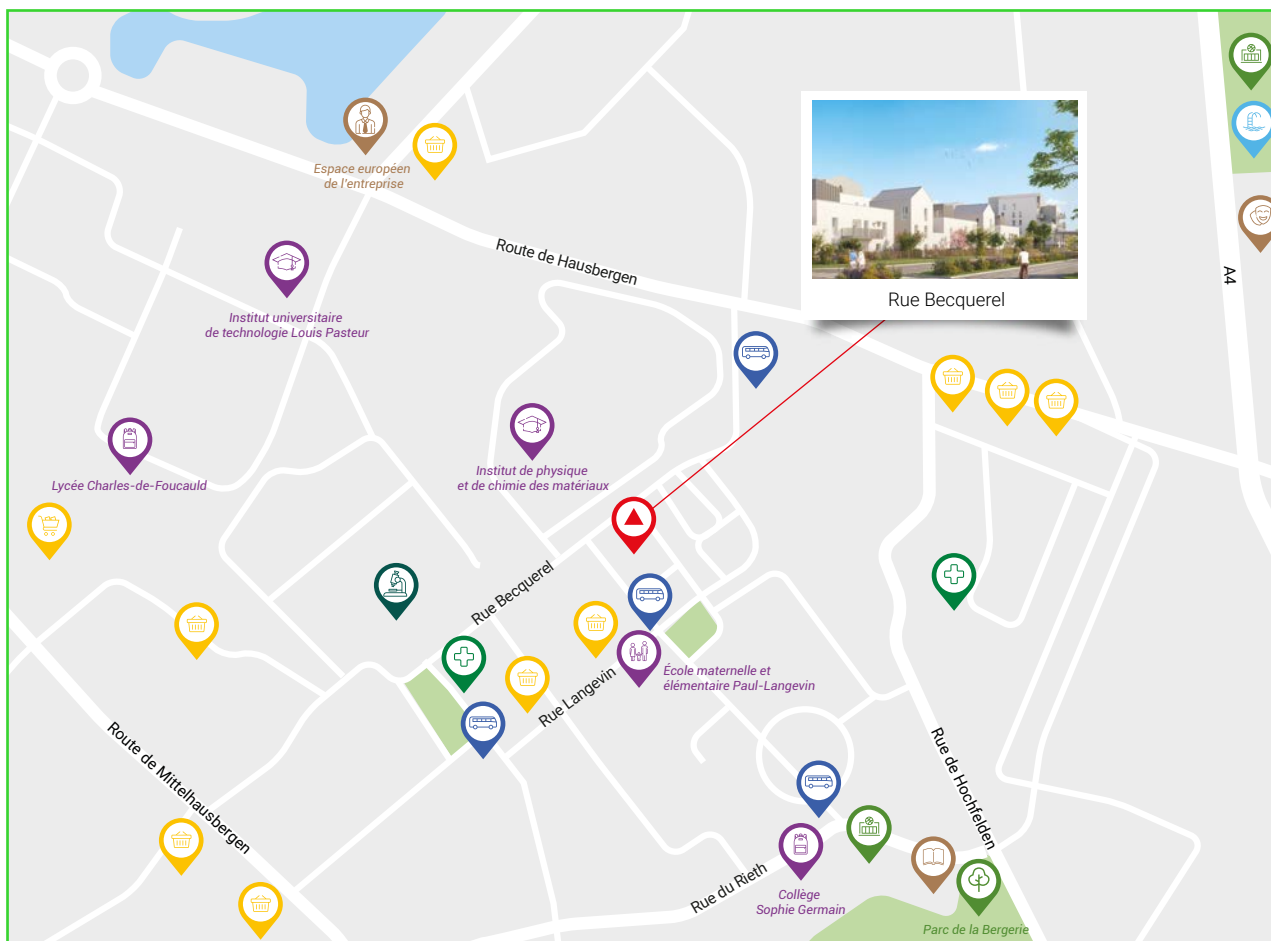 Espace européen
de l'entreprise
Route de Hausbergen
Rue Becquerel
A4
Institut universitaire
de technologie Louis Pasteur
Institut de physique
et de chimie des matériaux
Lycée Charles-de-Foucauld
Rue Becquerel
École maternelle et
élémentaire Paul-Langevin
Rue Langevin
Route de Mittelhausbergen
Rue de Hochfelden
Rue du Rieth
Collège
Sophie Germain
Parc de la Bergerie